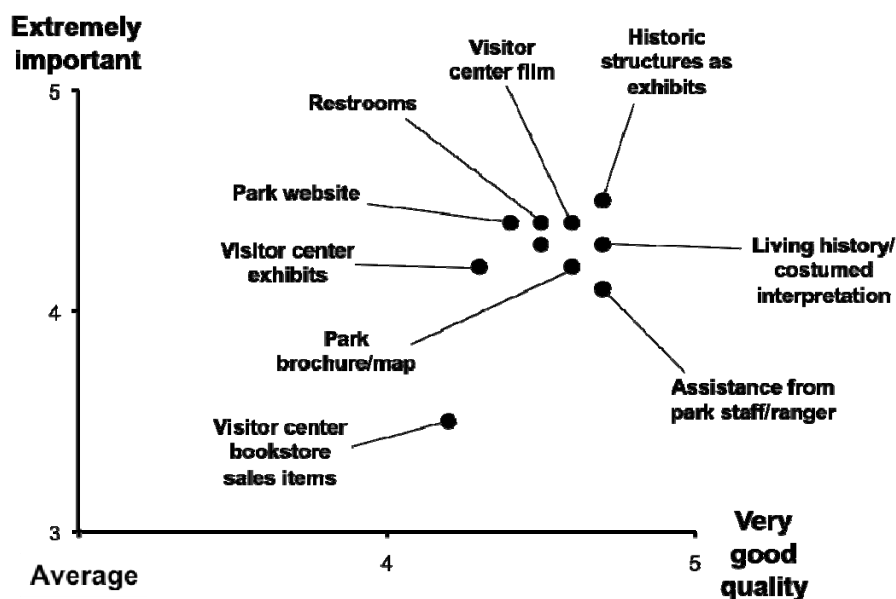 Extremely
important
Historic
structures as
exhibits
Visitor
center film
5
Restrooms
Park website
Visitor center
exhibits
Living history/
costumed
interpretation
4
Park
brochure/map
Assistance from
park staff/ranger
Visitor center
bookstore
sales items
3
4
5
Average
Very
good
quality